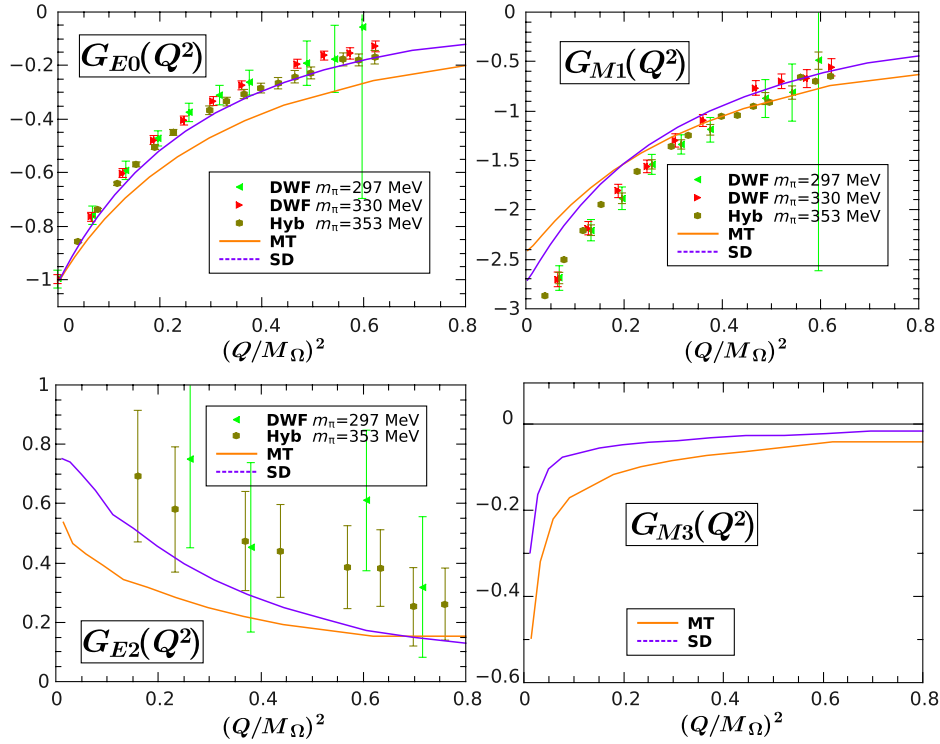 0
−0.2
−0.4
−0.6
−0.8
−1
G_{E0}(Q^2)
DWF m_π=297 MeV
DWF m_π=330 MeV
Hyb m_π=353 MeV
MT
SD
0 0.2 0.4 0.6 0.8
(Q/M_Ω)^2
0
−0.5
−1
−1.5
−2
−2.5
−3
G_{M1}(Q^2)
DWF m_π=297 MeV
DWF m_π=330 MeV
Hyb m_π=353 MeV
MT
SD
0 0.2 0.4 0.6 0.8
(Q/M_Ω)^2
1
0.8
0.6
0.4
0.2
0
DWF m_π=297 MeV
Hyb m_π=353 MeV
MT
SD
G_{E2}(Q^2)
0 0.2 0.4 0.6 0.8
(Q/M_Ω)^2
0
−0.2
−0.4
−0.6
G_{M3}(Q^2)
MT
SD
0 0.2 0.4 0.6 0.8
(Q/M_Ω)^2